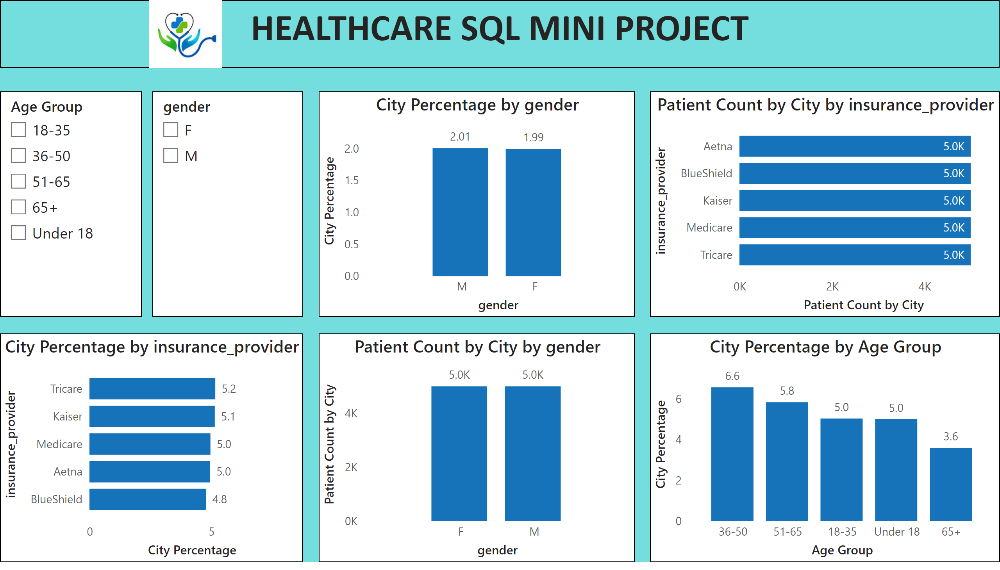 HEALTHCARE SQL MINI PROJECT
Age Group
18-35
36-50
51-65
65+
Under 18
gender
F
M
City Percentage by gender
City Percentage
2.0
1.5
1.0
0.5
0.0
2.01
1.99
M
F
gender
Patient Count by City by insurance_provider
insurance_provider
Aetna
5.0K
BlueShield
5.0K
Kaiser
5.0K
Medicare
5.0K
Tricare
5.0K
0K
2K
4K
Patient Count by City
City Percentage by insurance_provider
insurance_provider
Tricare
5.2
Kaiser
5.1
Medicare
5.0
Aetna
5.0
BlueShield
4.8
0
5
City Percentage
Patient Count by City by gender
Patient Count by City
4K
2K
0K
5.0K
5.0K
F
M
gender
City Percentage by Age Group
City Percentage
6
4
2
0
6.6
5.8
5.0
5.0
3.6
36-50
51-65
18-35
Under 18
65+
Age Group